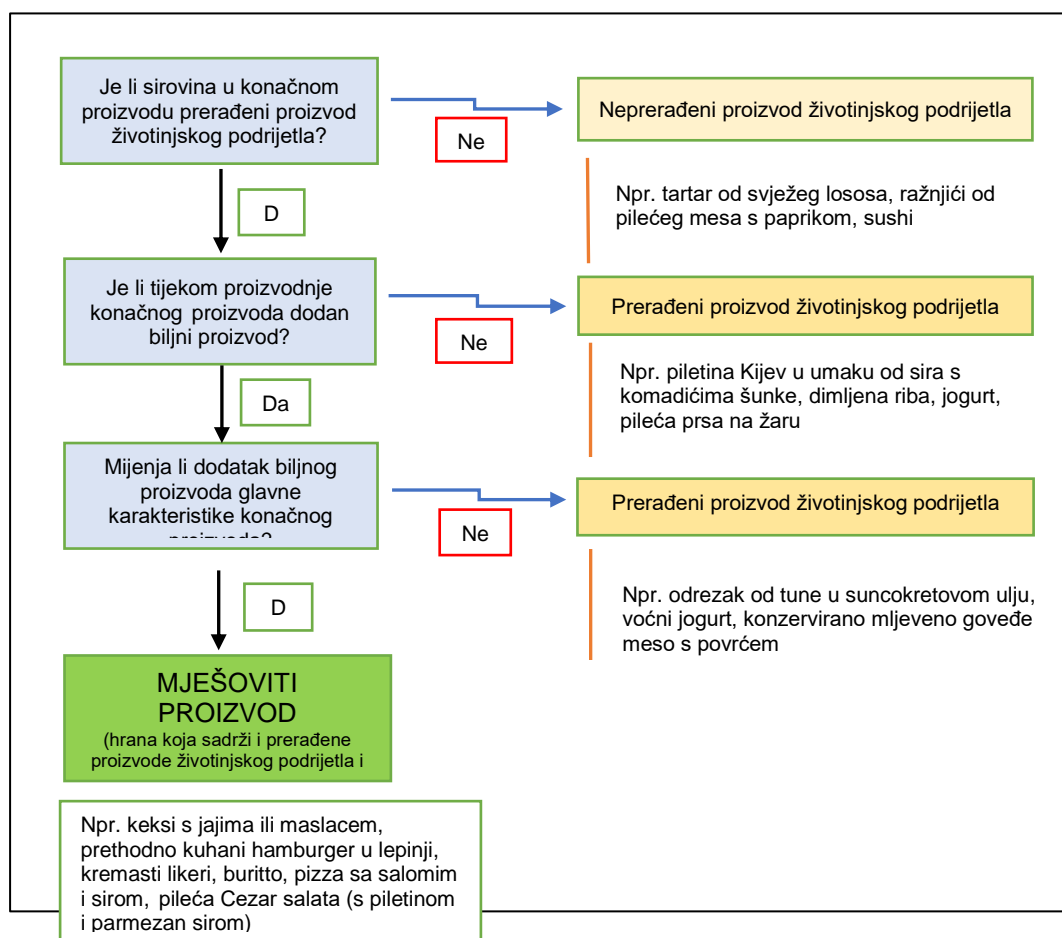 Je li sirovina u konačnom
proizvodu prerađeni proizvod
životinjskog podrijetla?
Ne
Neprerađeni proizvod životinjskog podrijetla
Npr. tartar od svježeg lososa, ražnjići od
pilećeg mesa s paprikom, sushi
D
Je li tijekom proizvodnje
konačnog proizvoda dodan
biljni proizvod?
Ne
Prerađeni proizvod životinjskog podrijetla
Npr. piletina Kijev u umaku od sira s
komadićima šunke, dimljena riba, jogurt,
pileća prsa na žaru
Da
Mijenja li dodatak biljnog
proizvoda glavne
karakteristike konačnog
Ne
Prerađeni proizvod životinjskog podrijetla
Npr. odrezak od tune u suncokretovom ulju,
voćni jogurt, konzervirano mljeveno goveđe
meso s povrćem
D
MJEŠOVITI
PROIZVOD
(hrana koja sadrži i prerađene
proizvode životinjskog podrijetla i
Npr. keksi s jajima ili maslacem,
prethodno kuhani hamburger u lepinji,
kremasti likeri, buritto, pizza sa salomim
i sirom, pileća Cezar salata (s piletinom
i parmezan sirom)